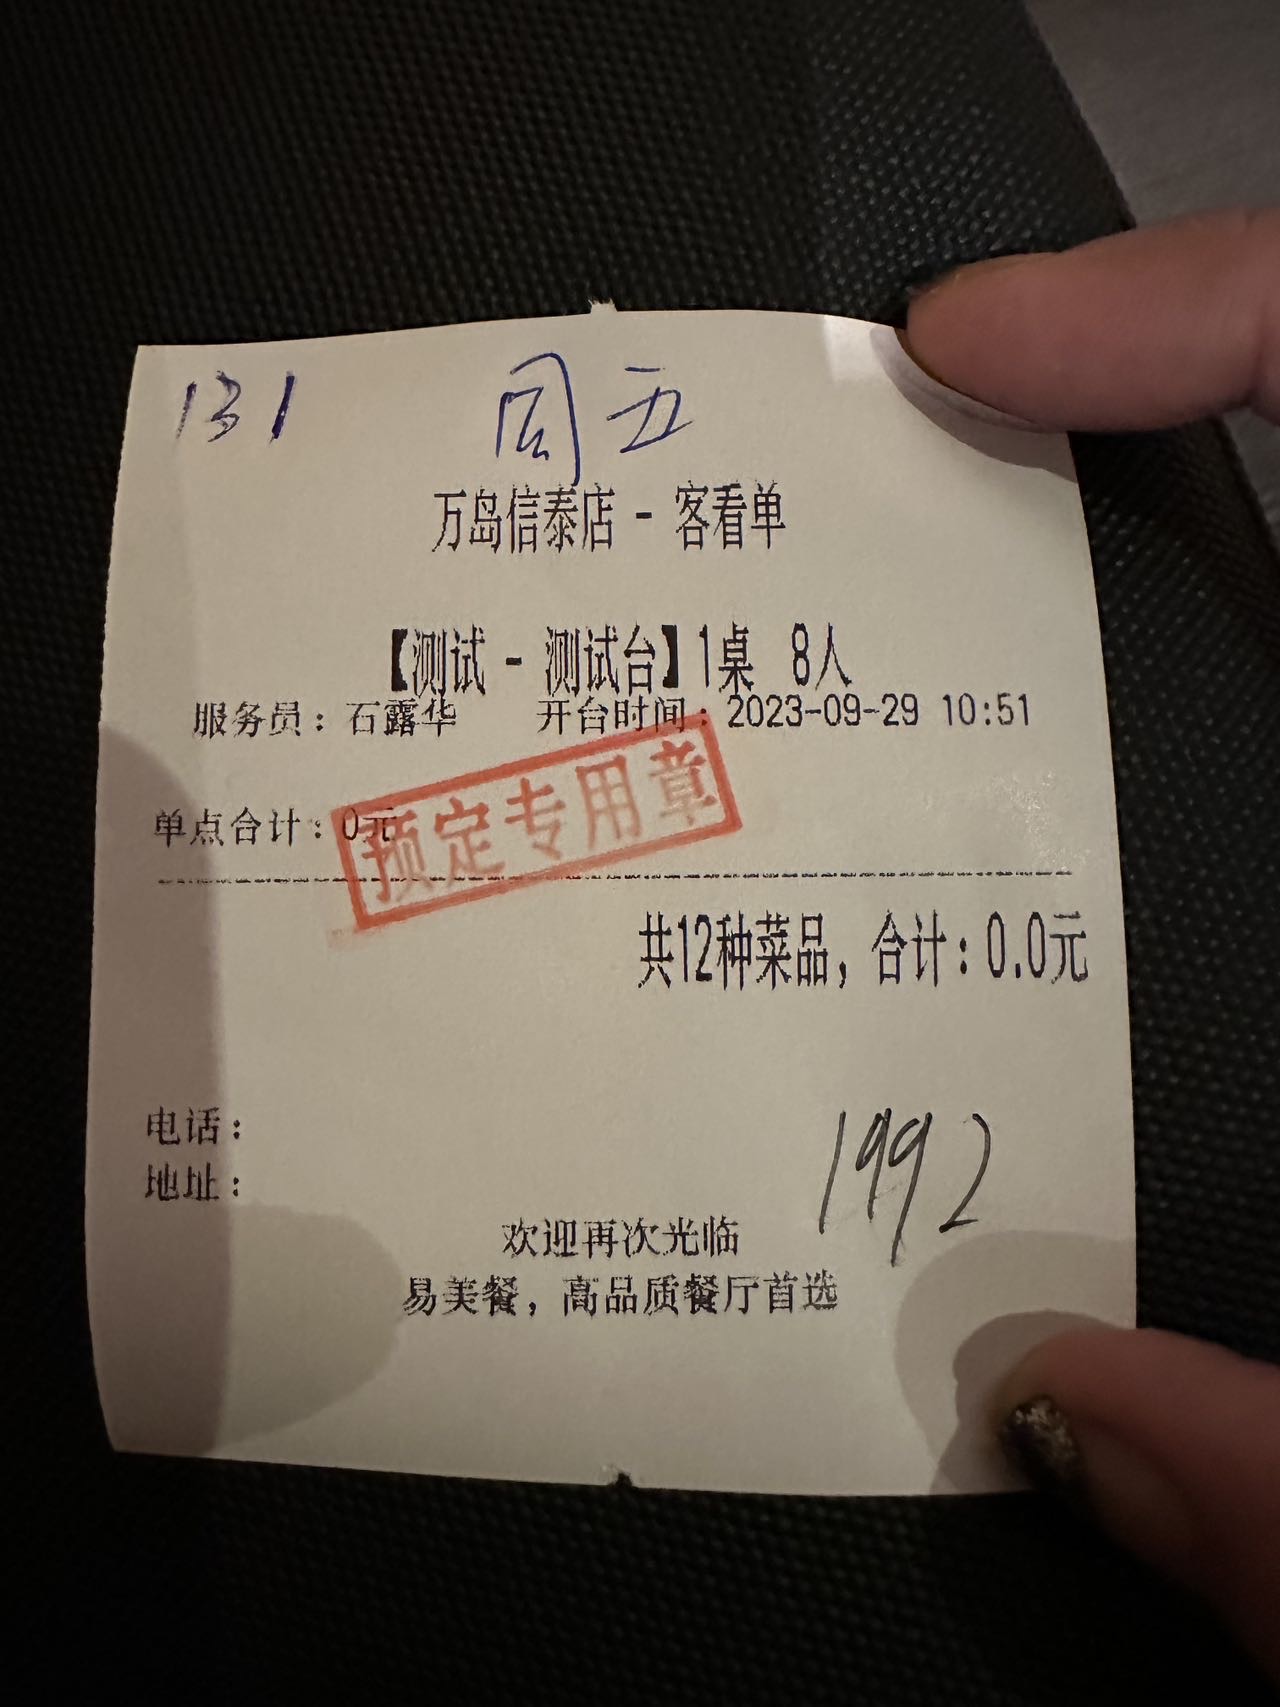 131 周五
万岛信泰店 - 客看单
【测试 - 测试台】1桌 8人
服务员：石露华 开台时间：2023-09-29 10:51
单点合计：0元
预定专用章
共12种菜品，合计：0.0元
电话：
地址：
1992
欢迎再次光临
易美餐，高品质餐厅首选